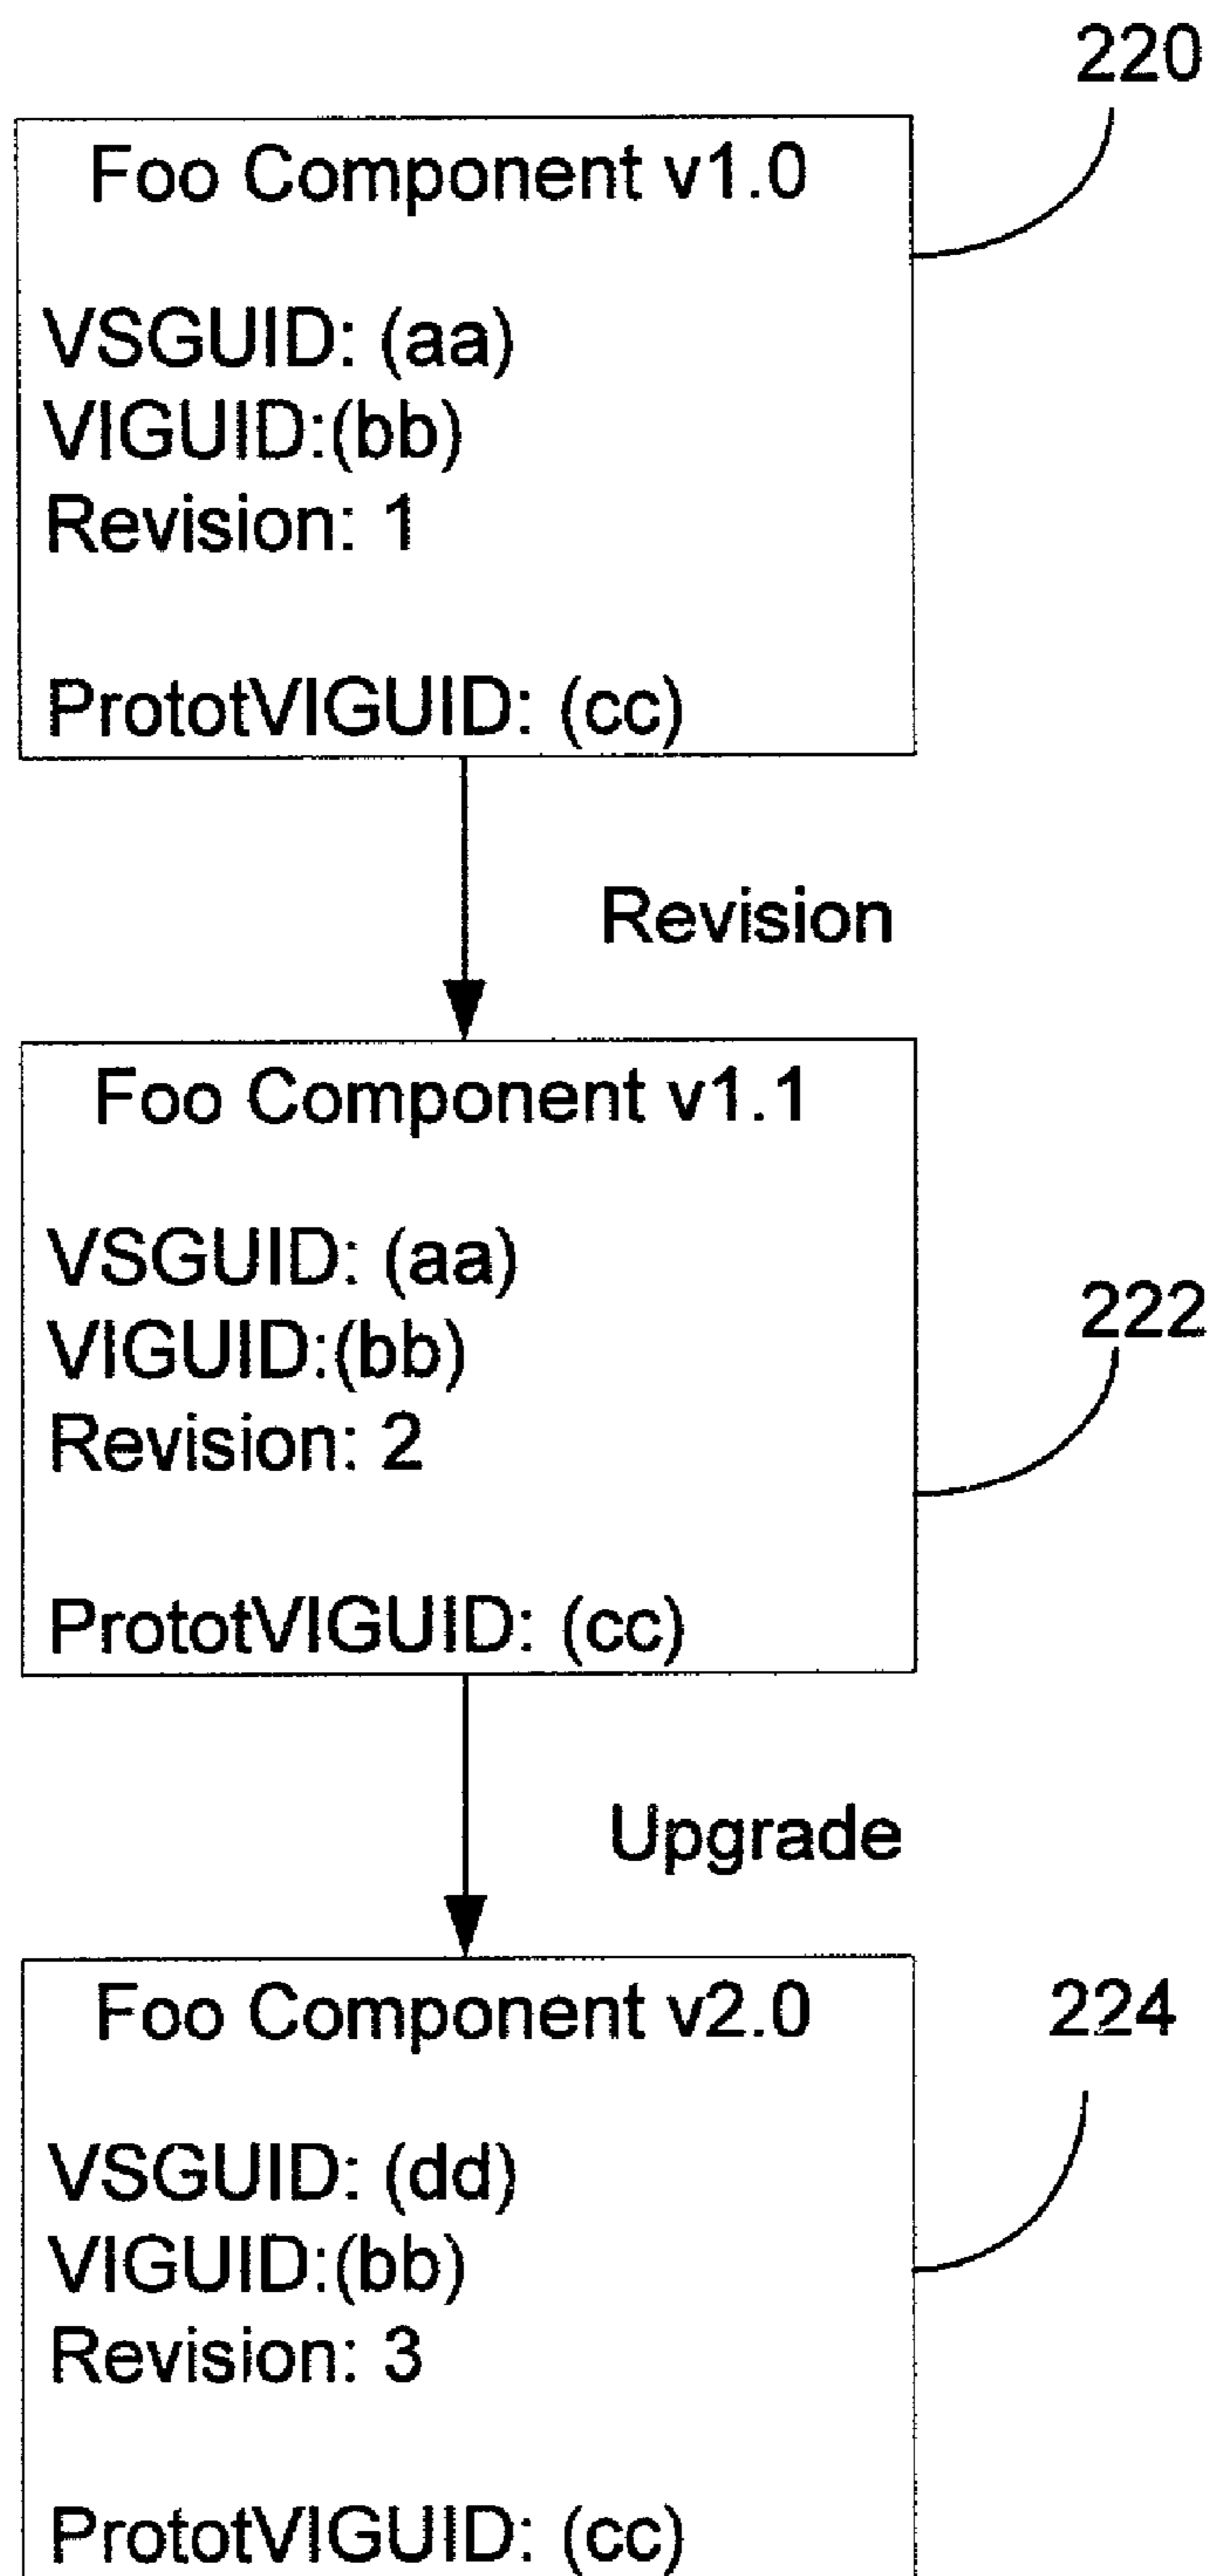 220
Foo Component v1.0
VSGUID: (aa)
VIGUID:(bb)
Revision: 1
PrototVIGUID: (cc)
Revision
Foo Component v1.1
VSGUID: (aa)
VIGUID:(bb)
Revision: 2
PrototVIGUID: (cc)
222
Upgrade
Foo Component v2.0
224
VSGUID: (dd)
VIGUID:(bb)
Revision: 3
PrototVIGUID: (cc)